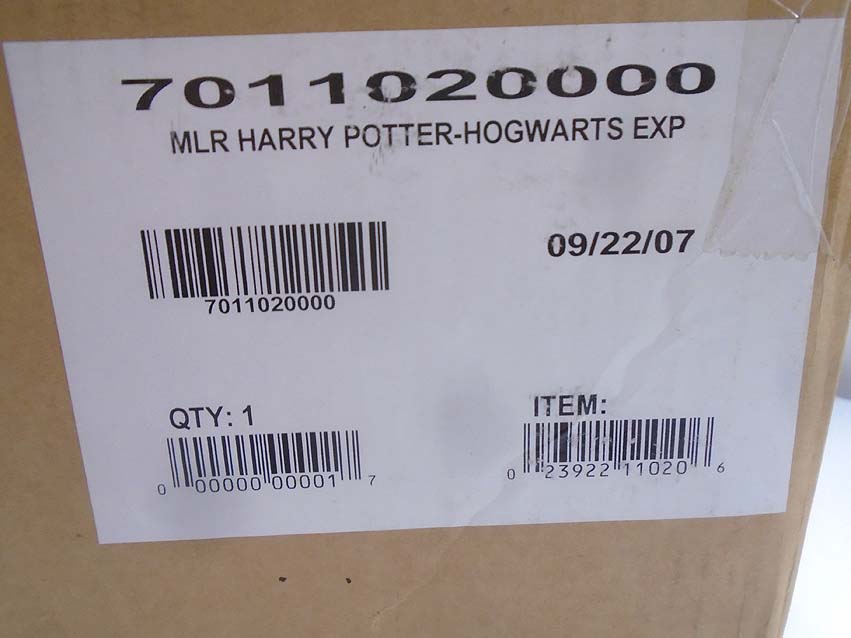 7011020000
MLR HARRY POTTER-HOGWARTS EXP
09/22/07
7011020000
QTY: 1
0 00000 00001 7
ITEM:
0 23922 11020 6